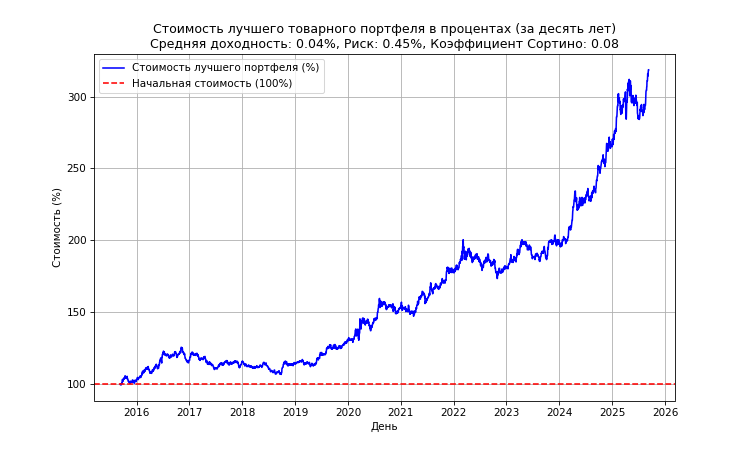 Стоимость лучшего товарного портфеля в процентах (за десять лет)
Средняя доходность: 0.04%, Риск: 0.45%, Коэффициент Сортино: 0.08
Стоимость лучшего портфеля (%)
Начальная стоимость (100%)
Стоимость (%)
300
250
200
150
100
2016 2017 2018 2019 2020 2021 2022 2023 2024 2025 2026
День